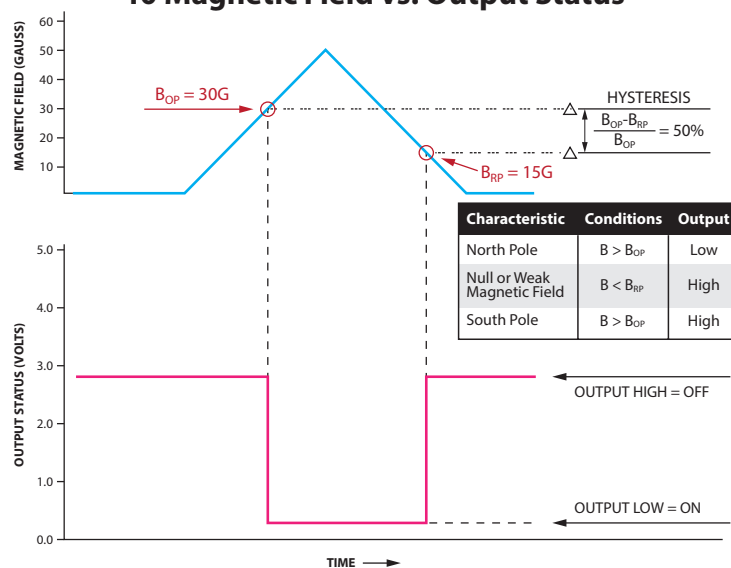 10 Magnetic Field vs. Output Status
MAGNETIC FIELD (GAUSS)
60
50
40
30
20
10
B_OP = 30G
B_RP = 15G
HYSTERESIS
B_OP-B_RP
B_OP
= 50%
Characteristic Conditions Output
North Pole B > B_OP Low
Null or Weak
Magnetic Field B < B_RP High
South Pole B > B_OP High
OUTPUT STATUS (VOLTS)
5.0
4.0
3.0
2.0
1.0
0.0
OUTPUT HIGH = OFF
OUTPUT LOW = ON
TIME